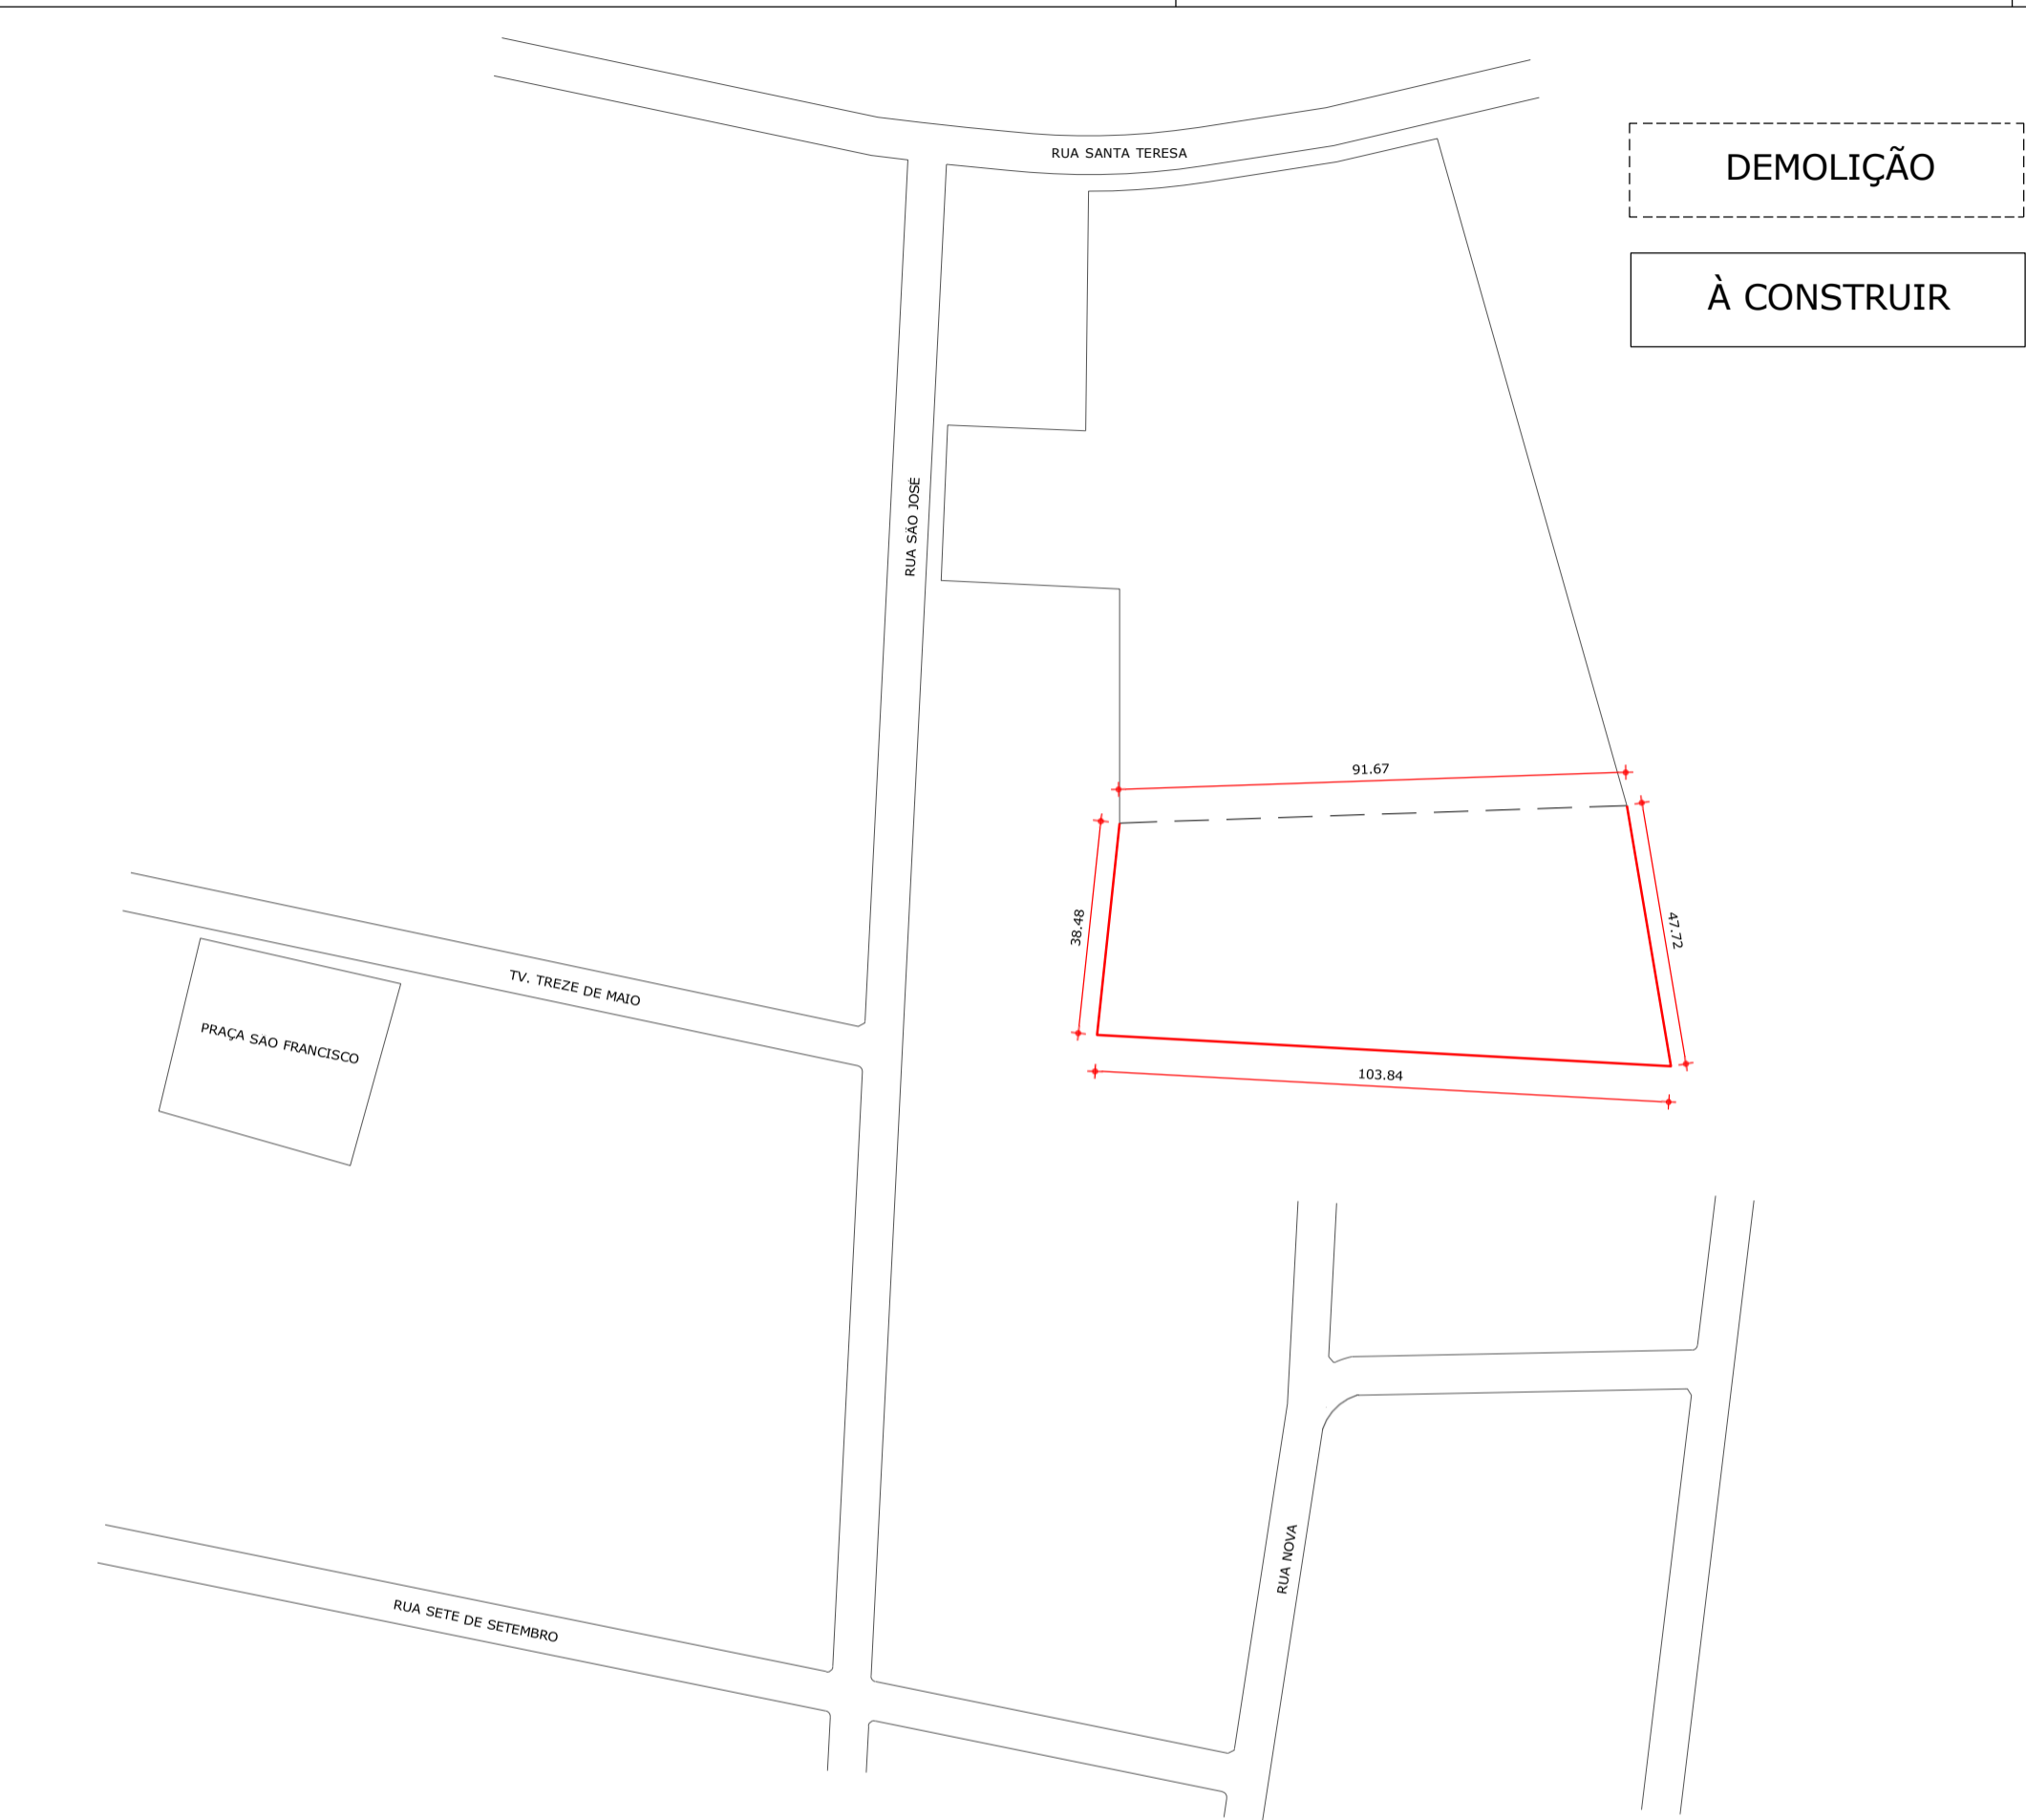 RUA SANTA TERESA
DEMOLIÇÃO
À CONSTRUIR
RUA SÃO JOSÉ
91.67
38.48
47.72
TV. TREZE DE MAIO
PRAÇA SAO FRANCISCO
103.84
RUA NOVA
RUA SETE DE SETEMBRO